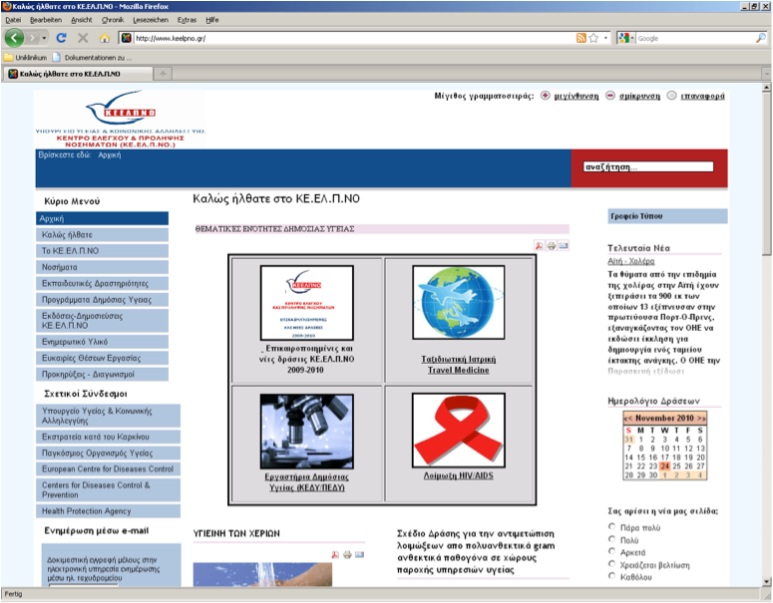 Καλώς ήλθατε στο ΚΕ.ΕΛ.Π.ΝΟ - Mozilla Firefox
Datei Bearbeiten Ansicht Chronik Lesezeichen Extras Hilfe
http://www.keelpno.gr/
Google
Uniklinikum Dokumentationen zu ...
Καλώς ήλθατε στο ΚΕ.ΕΛ.Π.ΝΟ
Μέγεθος γραμματοσειράς: μεγένθυνση σμίκρυνση επαναφορά
ΚΕΕΛΠΝΟ
ΥΠΟΥΡΓΕΙΟ ΥΓΕΙΑΣ & ΚΟΙΝΩΝΙΚΗΣ ΑΛΛΗΛΕΓΓΥΗΣ
ΚΕΝΤΡΟ ΕΛΕΓΧΟΥ & ΠΡΟΛΗΨΗΣ
ΝΟΣΗΜΑΤΩΝ (ΚΕ.ΕΛ.Π.ΝΟ.)
Βρίσκεστε εδώ: Αρχική
αναζήτηση...
Κύριο Μενού
Αρχική
Καλώς ήλθατε
Το ΚΕ.ΕΛ.Π.ΝΟ
Νοσήματα
Εκπαιδευτικές Δραστηριότητες
Προγράμματα Δημόσιας Υγείας
Εκδόσεις-Δημοσιεύσεις
ΚΕ.ΕΛ.Π.ΝΟ
Ενημερωτικό Υλικό
Ευκαιρίες Θέσεων Εργασίας
Προκηρύξεις - Διαγωνισμοί
Σχετικοί Σύνδεσμοι
Υπουργείο Υγείας & Κοινωνικής
Αλληλεγγύης
Εκστρατεία κατά του Καρκίνου
Παγκόσμιος Οργανισμός Υγείας
European Centre for Diseases Control
Centers for Diseases Control &
Prevention
Health Protection Agency
Ενημέρωση μέσω e-mail
Δοκιμαστική εγγραφή μέλους στην
ηλεκτρονική υπηρεσία ενημέρωσης
μέσω ηλ. ταχυδρομείου
Καλώς ήλθατε στο ΚΕ.ΕΛ.Π.ΝΟ
ΘΕΜΑΤΙΚΕΣ ΕΝΟΤΗΤΕΣ ΔΗΜΟΣΙΑΣ ΥΓΕΙΑΣ
ΚΕΕΛΠΝΟ
2009-2010
_ Επικαιροποιημένες και
νέες δράσεις ΚΕ.ΕΛ.Π.ΝΟ
2009-2010
Ταξιδιωτική Ιατρική
Travel Medicine
Εργαστήρια Δημόσιας
Υγείας (ΚΕΔΥ/ΠΕΔΥ)
Λοίμωξη HIV/AIDS
ΥΓΙΕΙΝΗ ΤΩΝ ΧΕΡΙΩΝ
Σχέδιο Δράσης για την αντιμετώπιση
λοιμώξεων απο πολυανθεκτικά gram
ανθεκτικά παθογόνα σε χώρους
παροχής υπηρεσιών υγείας
Γραφείο Τύπου
Τελευταία Νέα
Αϊτή - Χολέρα
Τα θύματα από την επιδημία
της χολέρας στην Αϊτή έχουν
ξεπεράσει τα 900 εκ των
οποίων 13 εξέπνευσαν στην
πρωτεύουσα Πορτ-Ο-Πρενς,
εξαναγκάζοντας τον ΟΗΕ να
εκδώσει έκκληση για
δημιουργία ενός ταμείου
έκτακτης ανάγκης. Ο ΟΗΕ την
Παρασκευή εξέδωσε
Ημερολόγιο Δράσεων
<< November 2010 >>
S M T W T F S
31 1 2 3 4 5 6
7 8 9 10 11 12 13
14 15 16 17 18 19 20
21 22 23 24 25 26 27
28 29 30 1 2 3 4
Σας αρέσει η νέα μας σελίδα;
Πάρα πολύ
Πολύ
Αρκετά
Χρειάζεται βελτίωση
Καθόλου
Fertig